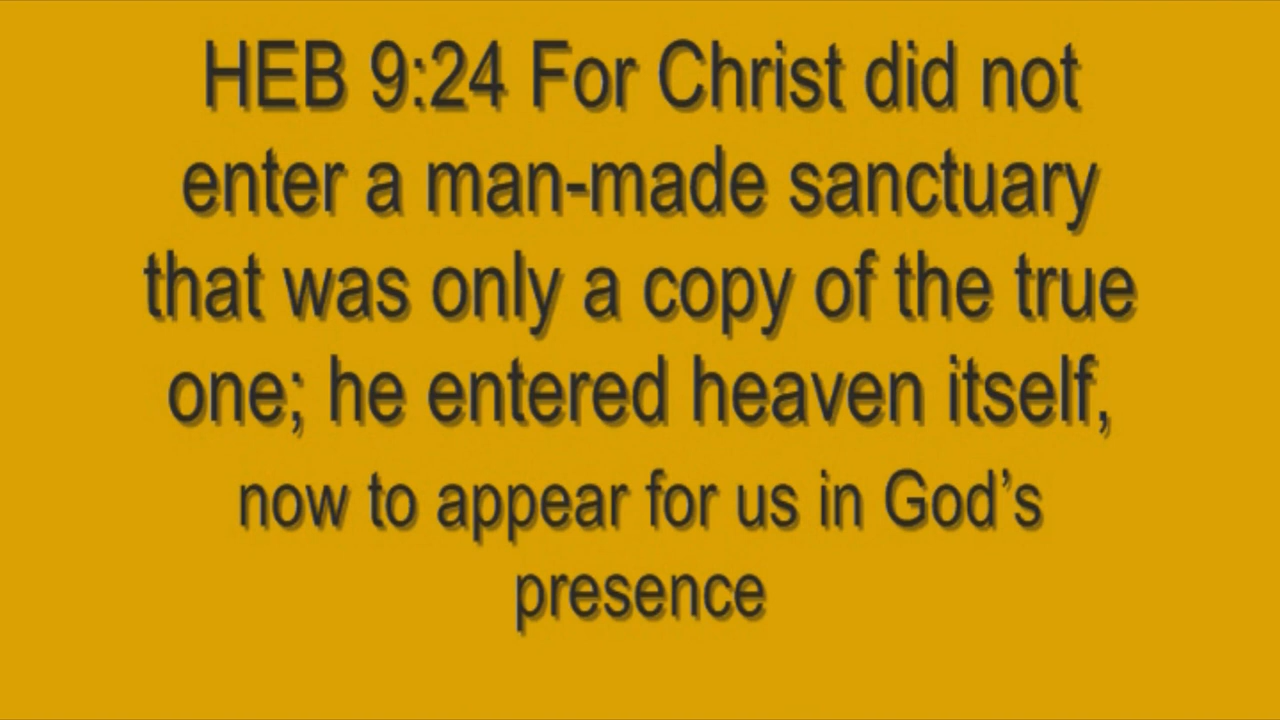 HEB 9:24 For Christ did not
enter a man-made sanctuary
that was only a copy of the true
one; he entered heaven itself,
now to appear for us in God’s
presence